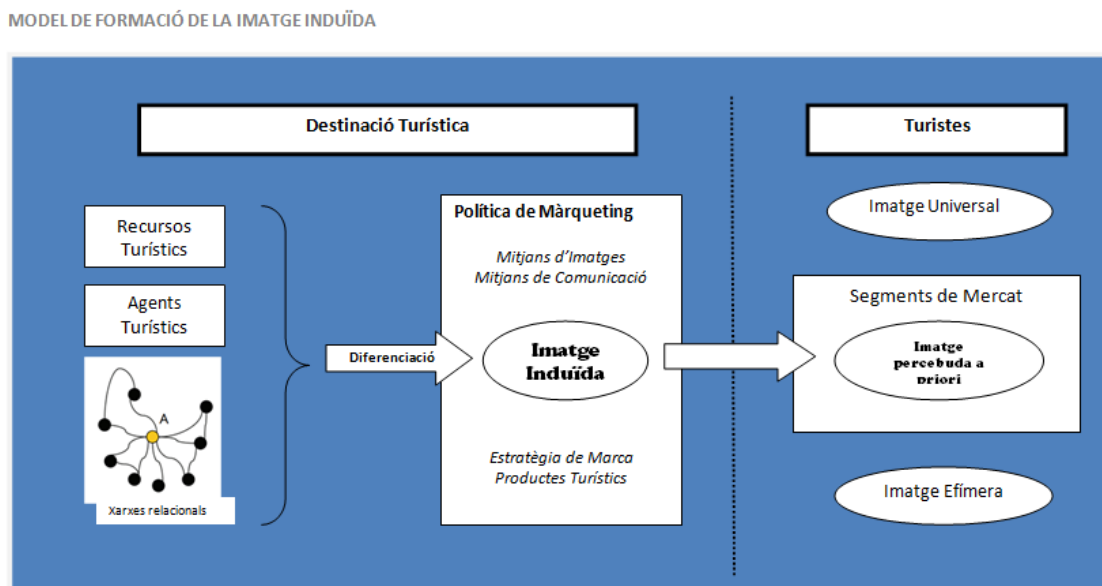 MODEL DE FORMACIÓ DE LA IMATGE INDUÏDA
Destinació Turística
Turistes
Recursos
Turístics
Agents
Turístics
A
Xarxes relacionals
Diferenciació
Política de Màrqueting
Mitjans d'Imatges
Mitjans de Comunicació
Imatge
Induïda
Estratègia de Marca
Productes Turístics
Imatge Universal
Segments de Mercat
Imatge
percebuda a
priori
Imatge Efímera